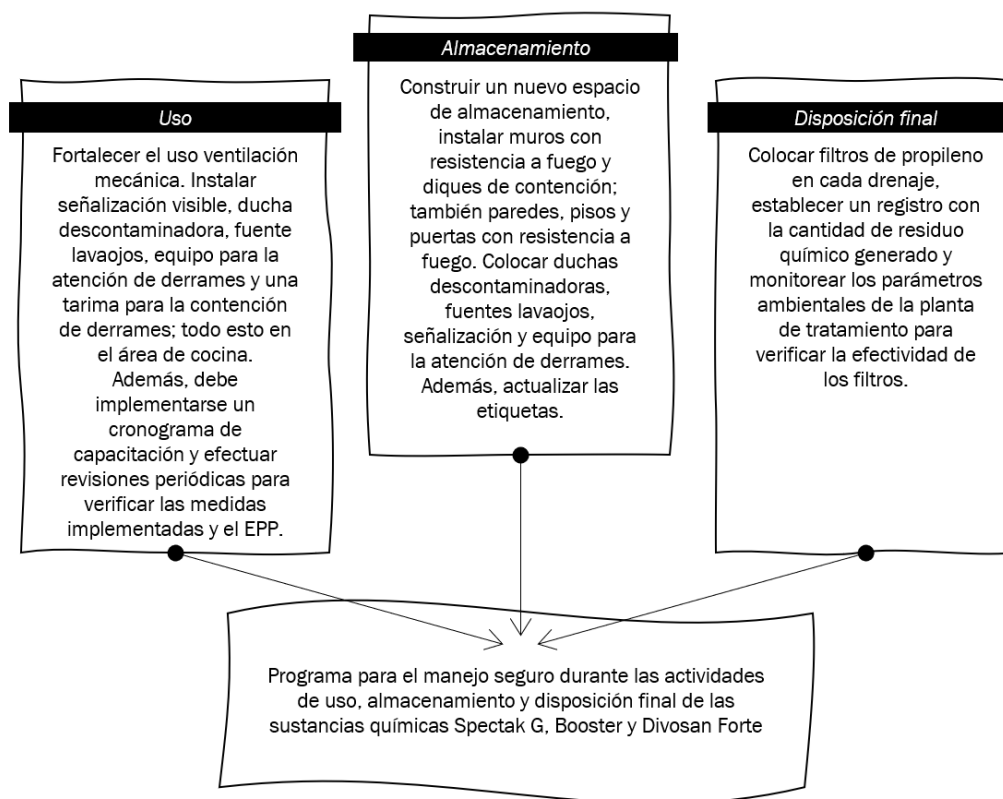 Uso
Fortalecer el uso ventilación
mecánica. Instalar
señalización visible, ducha
descontaminadora, fuente
lavaojos, equipo para la
atención de derrames y una
tarima para la contención
de derrames; todo esto en
el área de cocina.
Además, debe
implementarse un
cronograma de
capacitación y efectuar
revisiones periódicas para
verificar las medidas
implementadas y el EPP.
Almacenamiento
Construir un nuevo espacio
de almacenamiento,
instalar muros con
resistencia a fuego y
diques de contención;
también paredes, pisos y
puertas con resistencia a
fuego. Colocar duchas
descontaminadoras,
fuentes lavaojos,
señalización y equipo para
la atención de derrames.
Además, actualizar las
etiquetas.
Disposición final
Colocar filtros de propileno
en cada drenaje,
establecer un registro con
la cantidad de residuo
químico generado y
monitorear los parámetros
ambientales de la planta
de tratamiento para
verificar la efectividad de
los filtros.
Programa para el manejo seguro durante las actividades
de uso, almacenamiento y disposición final de las
sustancias químicas Spectak G, Booster y Divosan Forte